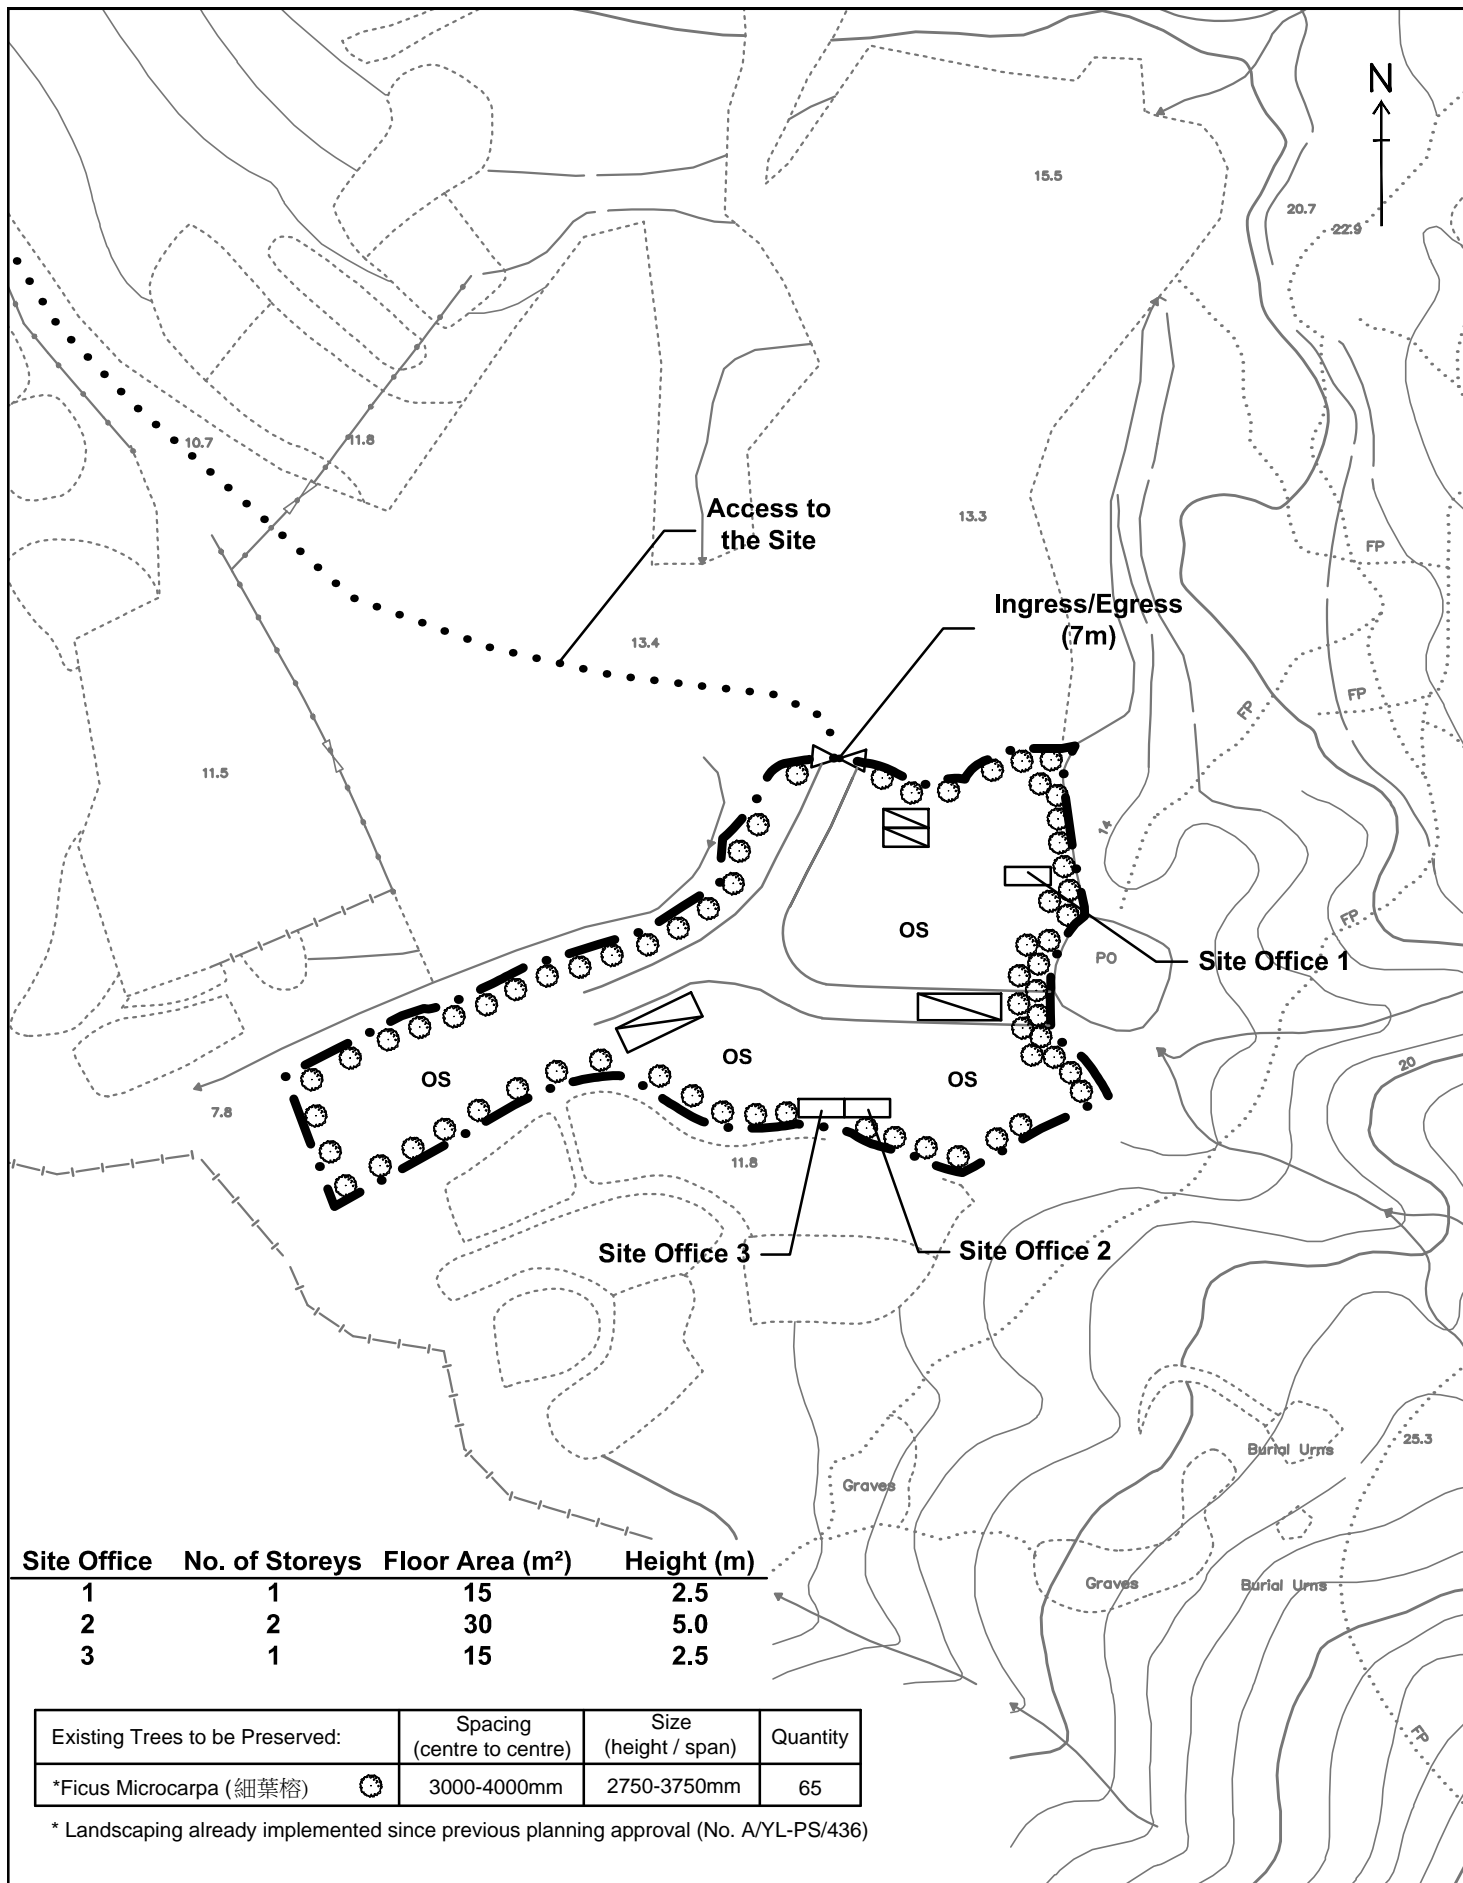 N
15.5
20.7
22.9
10.7
11.8
Access to
the Site
13.3
FP
Ingress/Egress
(7m)
13.4
FP
FP
11.5
14
FP
OS
PO
Site Office 1
OS
OS
OS
20
7.8
11.8
Site Office 3
Site Office 2
Burial Urns
25.3
Graves
Site Office No. of Storeys Floor Area (m²) Height (m)
1 1 15 2.5
2 2 30 5.0
3 1 15 2.5
Graves
Burial Urns
FP
Existing Trees to be Preserved:
Spacing
(centre to centre)
Size
(height / span)
Quantity
*Ficus Microcarpa (細葉榕) 3000-4000mm 2750-3750mm 65
* Landscaping already implemented since previous planning approval (No. A/YL-PS/436)